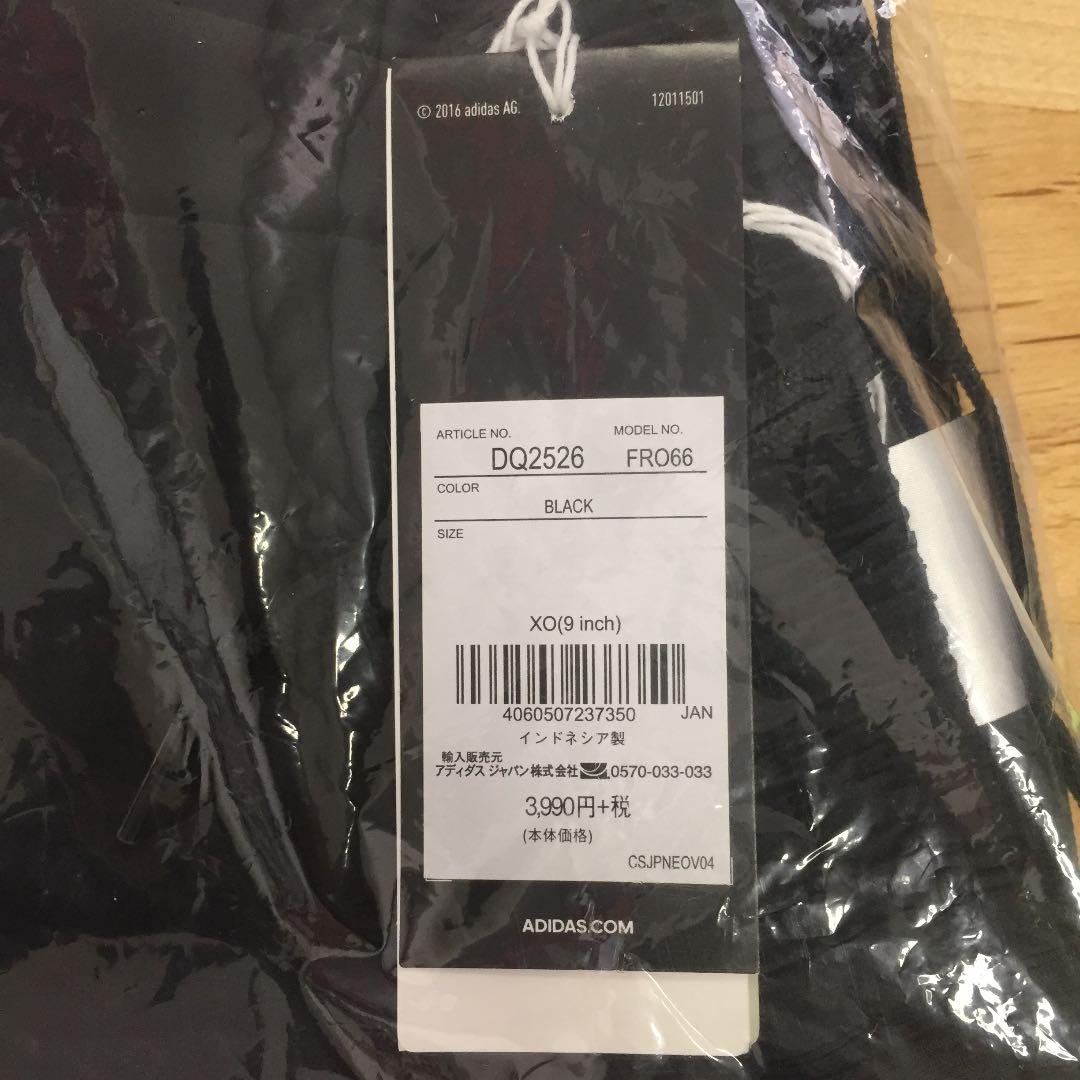 © 2016 adidas AG.
12011501
ARTICLE NO.
MODEL NO.
DQ2526
FRO66
COLOR
BLACK
SIZE
XO(9 inch)
4060507237350
JAN
インドネシア製
輸入販売元
アディダス ジャパン株式会社
0570-033-033
3,990円+税
(本体価格)
CSJPNEOV04
ADIDAS.COM